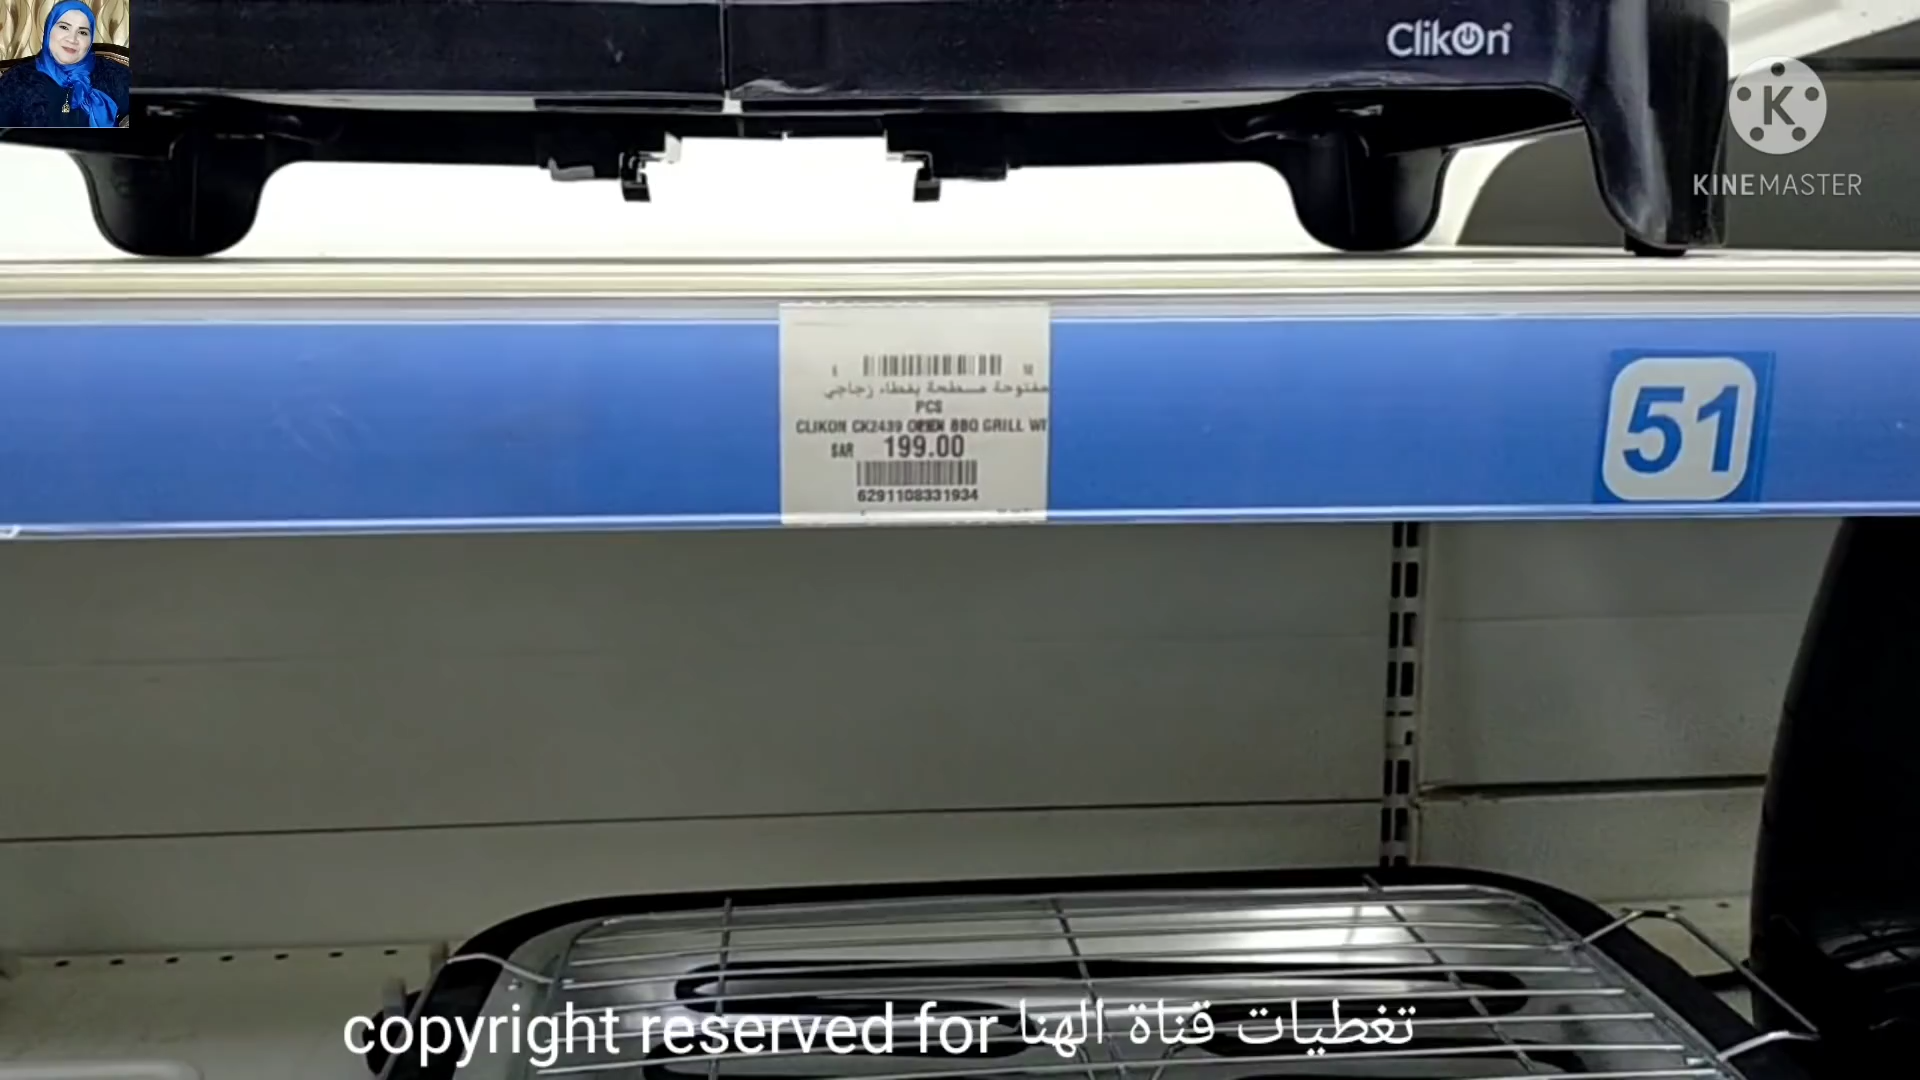 ClikOn
K
KINEMASTER
مفتوحة مسطحة بغطاء زجاجي
PCS
CLIKON CK2439 OPEN BBQ GRILL WI
SAR 199.00
6291108331934
51
copyright reserved for تغطيات قناة الهنا